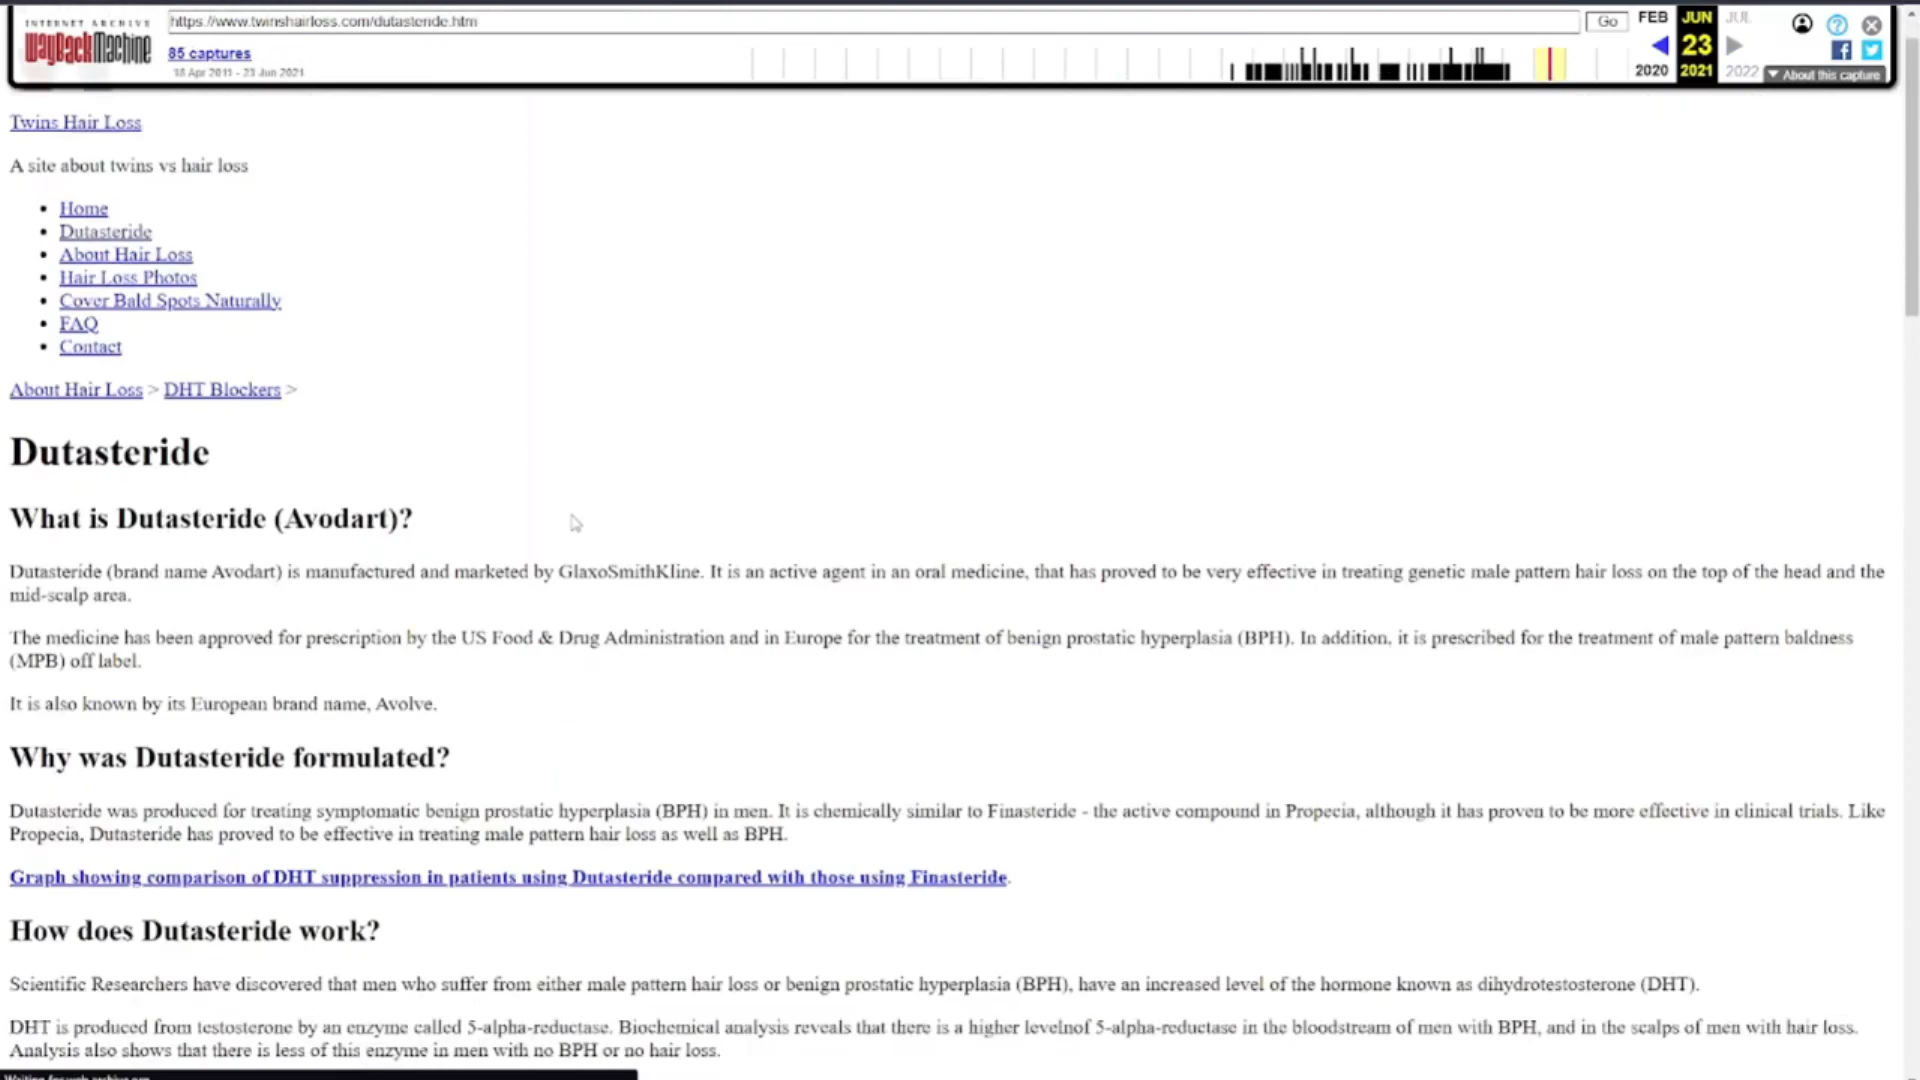 INTERNET ARCHIVE
WayBackMachine
https://www.twinshairloss.com/dutasteride.htm
Go
FEB JUN JUL
85 captures
23
18 Apr 2011 - 23 Jun 2021
2020 2021 2022
About this capture
Twins Hair Loss
A site about twins vs hair loss
Home
Dutasteride
About Hair Loss
Hair Loss Photos
Cover Bald Spots Naturally
FAQ
Contact
About Hair Loss > DHT Blockers >
Dutasteride
What is Dutasteride (Avodart)?
Dutasteride (brand name Avodart) is manufactured and marketed by GlaxoSmithKline. It is an active agent in an oral medicine, that has proved to be very effective in treating genetic male pattern hair loss on the top of the head and the
mid-scalp area.
The medicine has been approved for prescription by the US Food & Drug Administration and in Europe for the treatment of benign prostatic hyperplasia (BPH). In addition, it is prescribed for the treatment of male pattern baldness
(MPB) off label.
It is also known by its European brand name, Avolve.
Why was Dutasteride formulated?
Dutasteride was produced for treating symptomatic benign prostatic hyperplasia (BPH) in men. It is chemically similar to Finasteride - the active compound in Propecia, although it has proven to be more effective in clinical trials. Like
Propecia, Dutasteride has proved to be effective in treating male pattern hair loss as well as BPH.
Graph showing comparison of DHT suppression in patients using Dutasteride compared with those using Finasteride.
How does Dutasteride work?
Scientific Researchers have discovered that men who suffer from either male pattern hair loss or benign prostatic hyperplasia (BPH), have an increased level of the hormone known as dihydrotestosterone (DHT).
DHT is produced from testosterone by an enzyme called 5-alpha-reductase. Biochemical analysis reveals that there is a higher levelnof 5-alpha-reductase in the bloodstream of men with BPH, and in the scalps of men with hair loss.
Analysis also shows that there is less of this enzyme in men with no BPH or no hair loss.